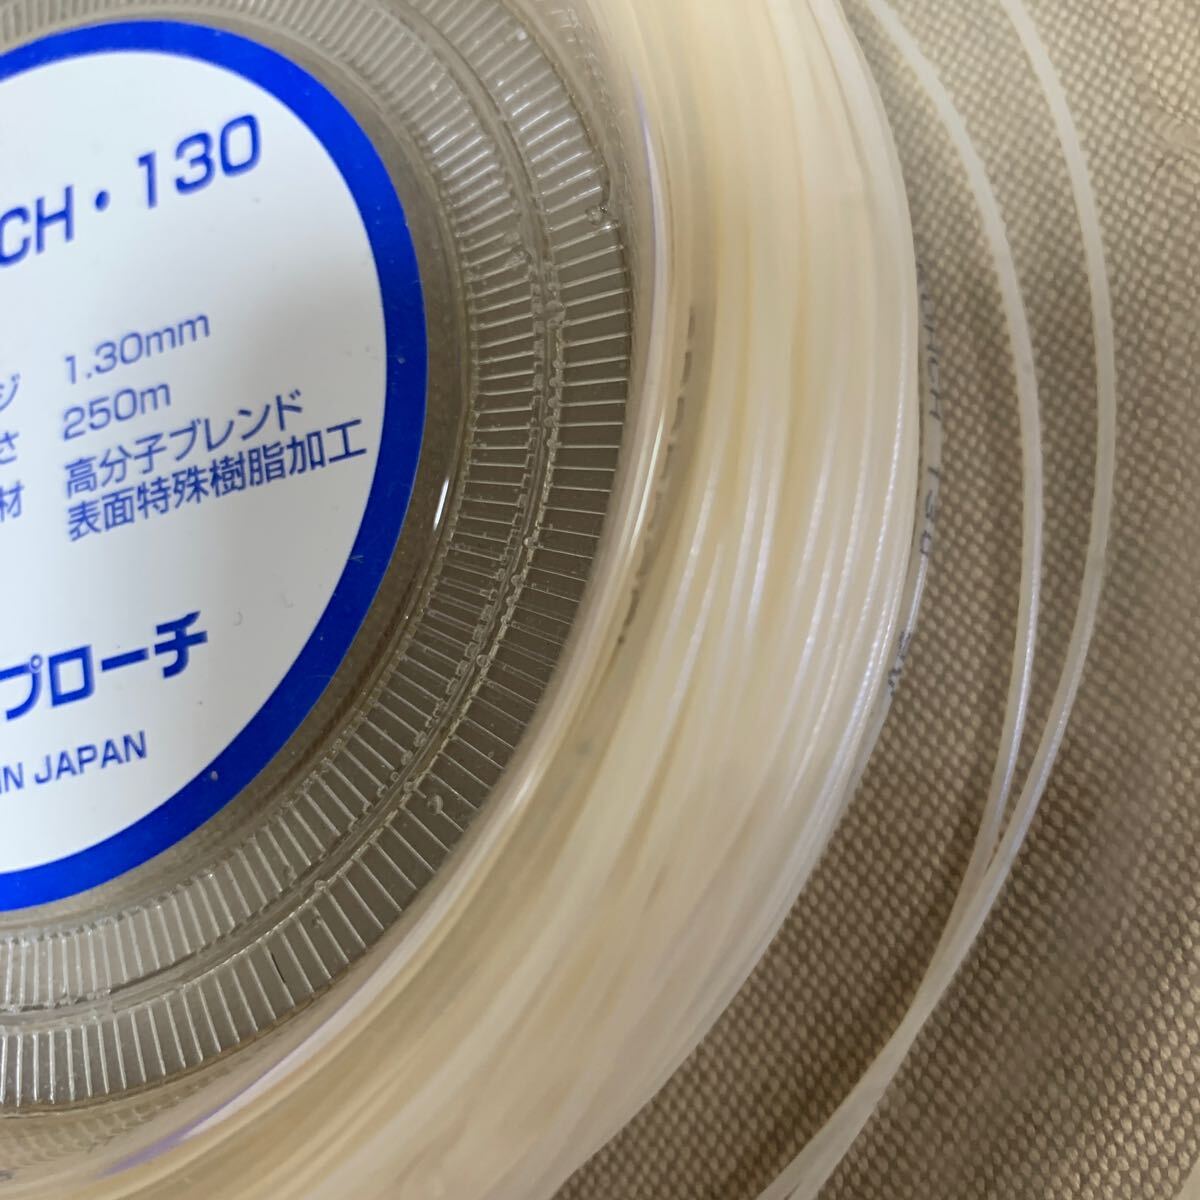 CH・130
ジ 1.30mm
さ 250m
材 高分子ブレンド
表面特殊樹脂加工
プローチ
IN JAPAN